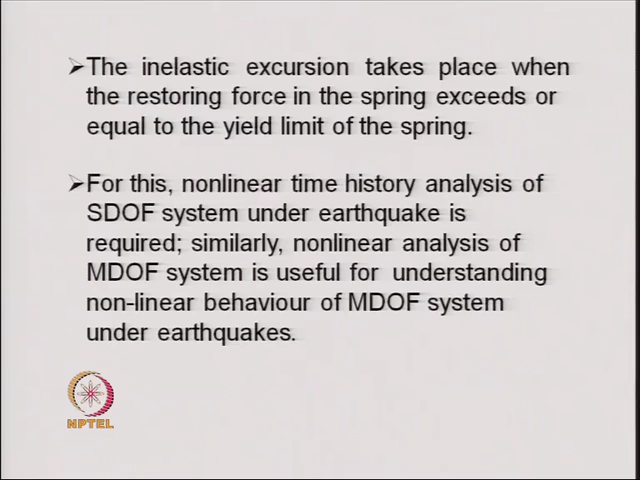 ➢The inelastic excursion takes place when
the restoring force in the spring exceeds or
equal to the yield limit of the spring.
➢For this, nonlinear time history analysis of
SDOF system under earthquake is
required; similarly, nonlinear analysis of
MDOF system is useful for understanding
non-linear behaviour of MDOF system
under earthquakes.
NPTEL